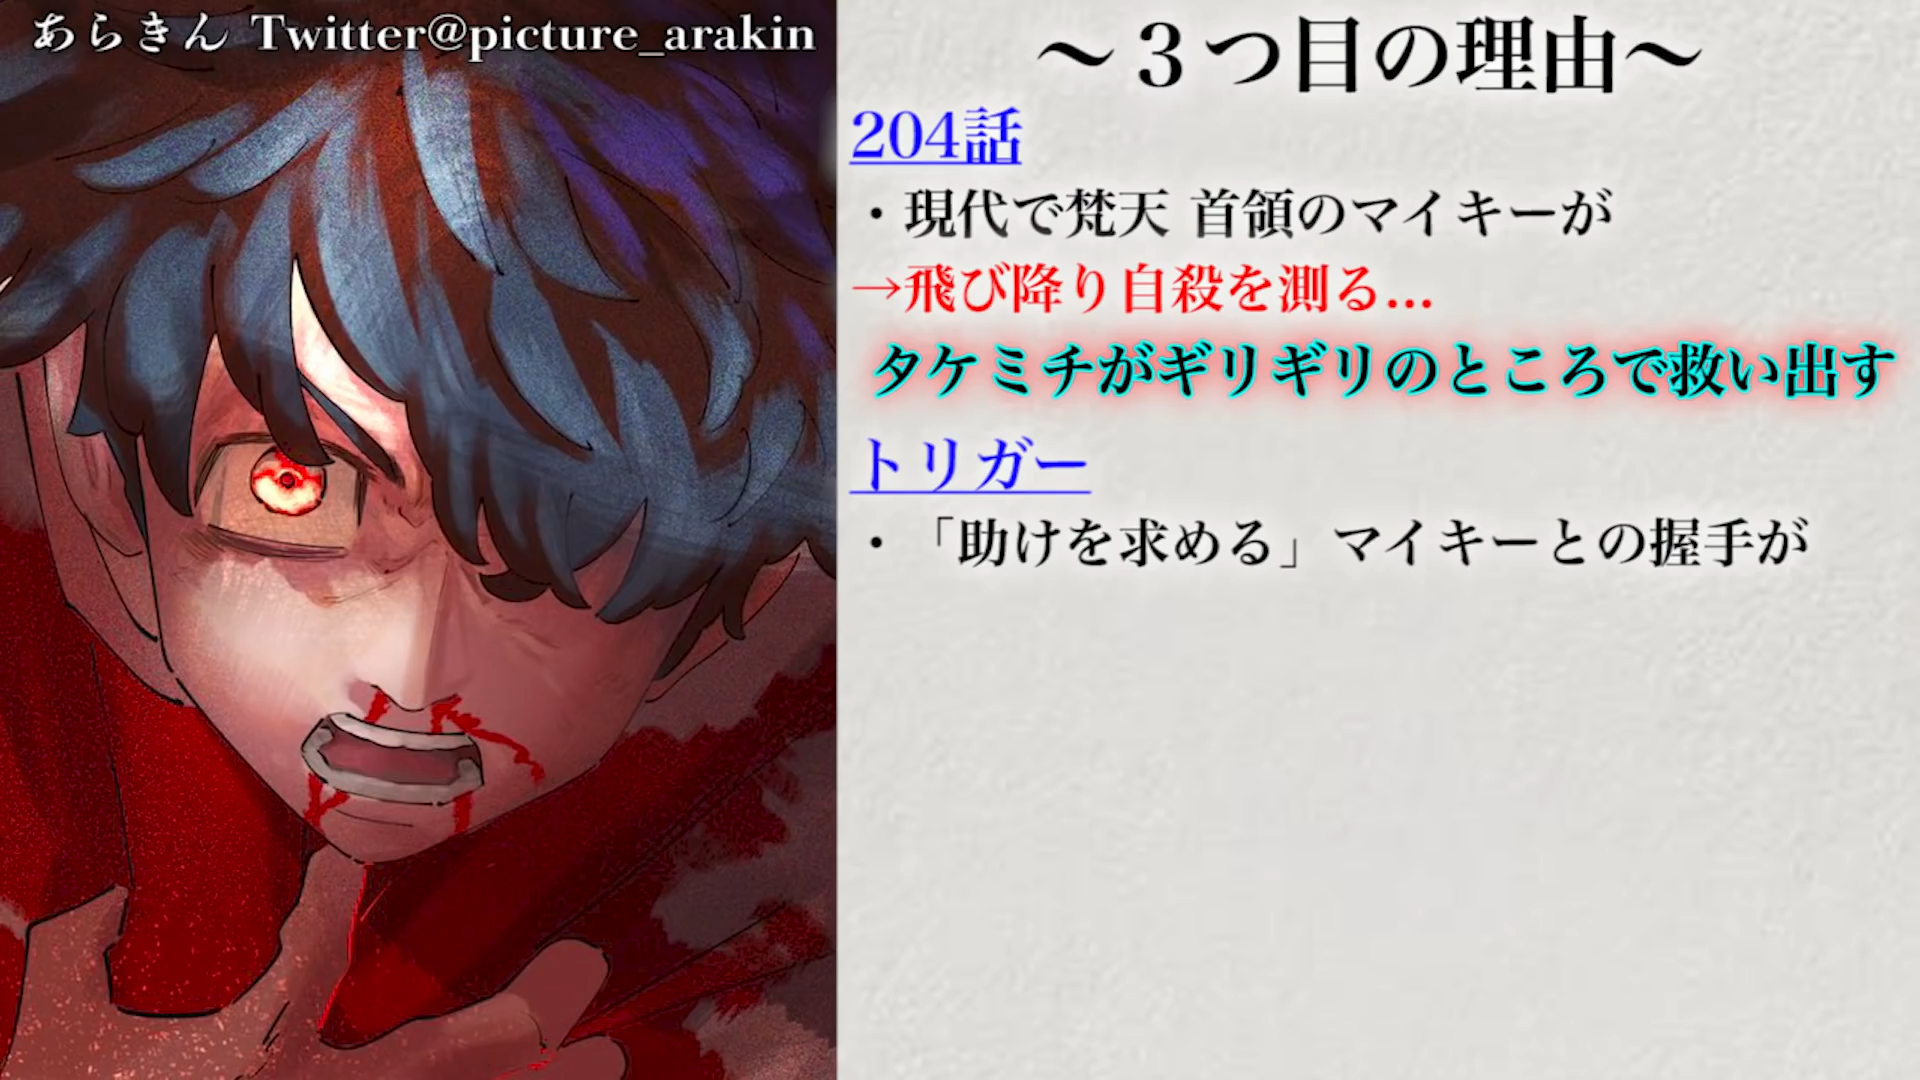 あらきん Twitter@picture_arakin
～３つ目の理由～
204話
・現代で梵天 首領のマイキーが
→飛び降り自殺を測る...
タケミチがギリギリのところで救い出す
トリガー
・「助けを求める」マイキーとの握手が